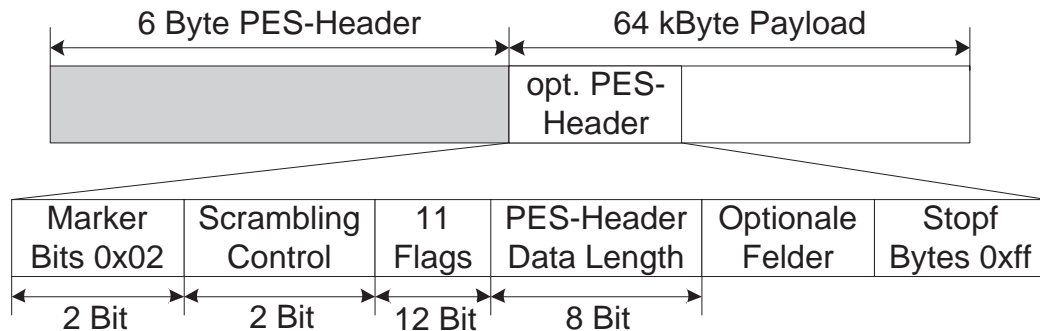 6 Byte PES-Header
64 kByte Payload
opt. PES-
Header
Marker
Bits 0x02
Scrambling
Control
11
Flags
PES-Header
Data Length
Optionale
Felder
Stopf
Bytes 0xff
2 Bit
2 Bit
12 Bit
8 Bit